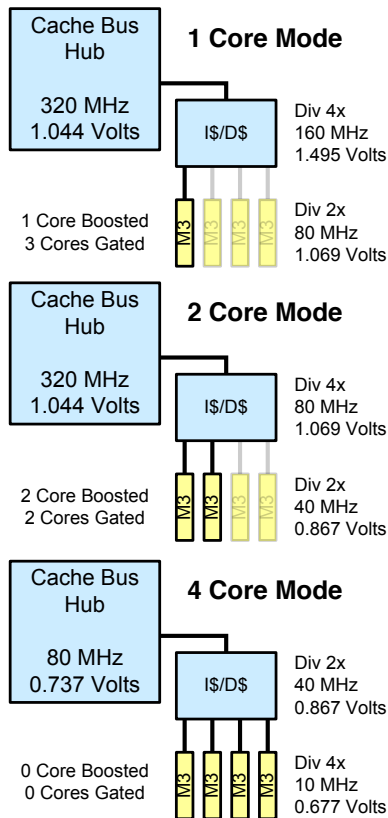 Cache Bus
Hub
320 MHz
1.044 Volts
1 Core Mode
I$/D$
Div 4x
160 MHz
1.495 Volts
1 Core Boosted
3 Cores Gated
M3
M3
M3
M3
Div 2x
80 MHz
1.069 Volts
Cache Bus
Hub
320 MHz
1.044 Volts
2 Core Mode
I$/D$
Div 4x
80 MHz
1.069 Volts
2 Core Boosted
2 Cores Gated
M3
M3
M3
M3
Div 2x
40 MHz
0.867 Volts
Cache Bus
Hub
80 MHz
0.737 Volts
4 Core Mode
I$/D$
Div 2x
40 MHz
0.867 Volts
0 Core Boosted
0 Cores Gated
M3
M3
M3
M3
Div 4x
10 MHz
0.677 Volts